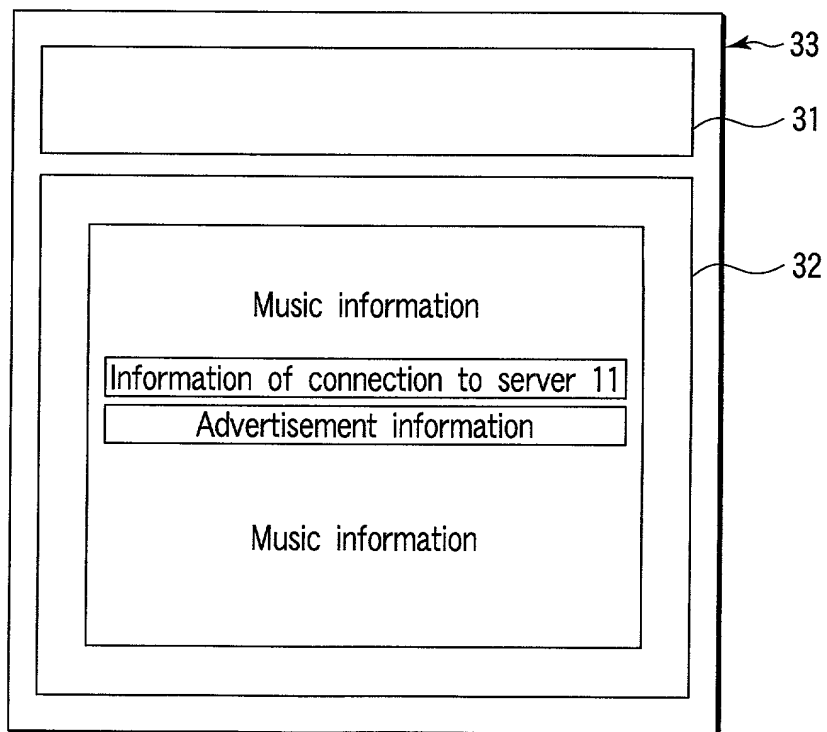 33
31
32
Music information
Information of connection to server 11
Advertisement information
Music information